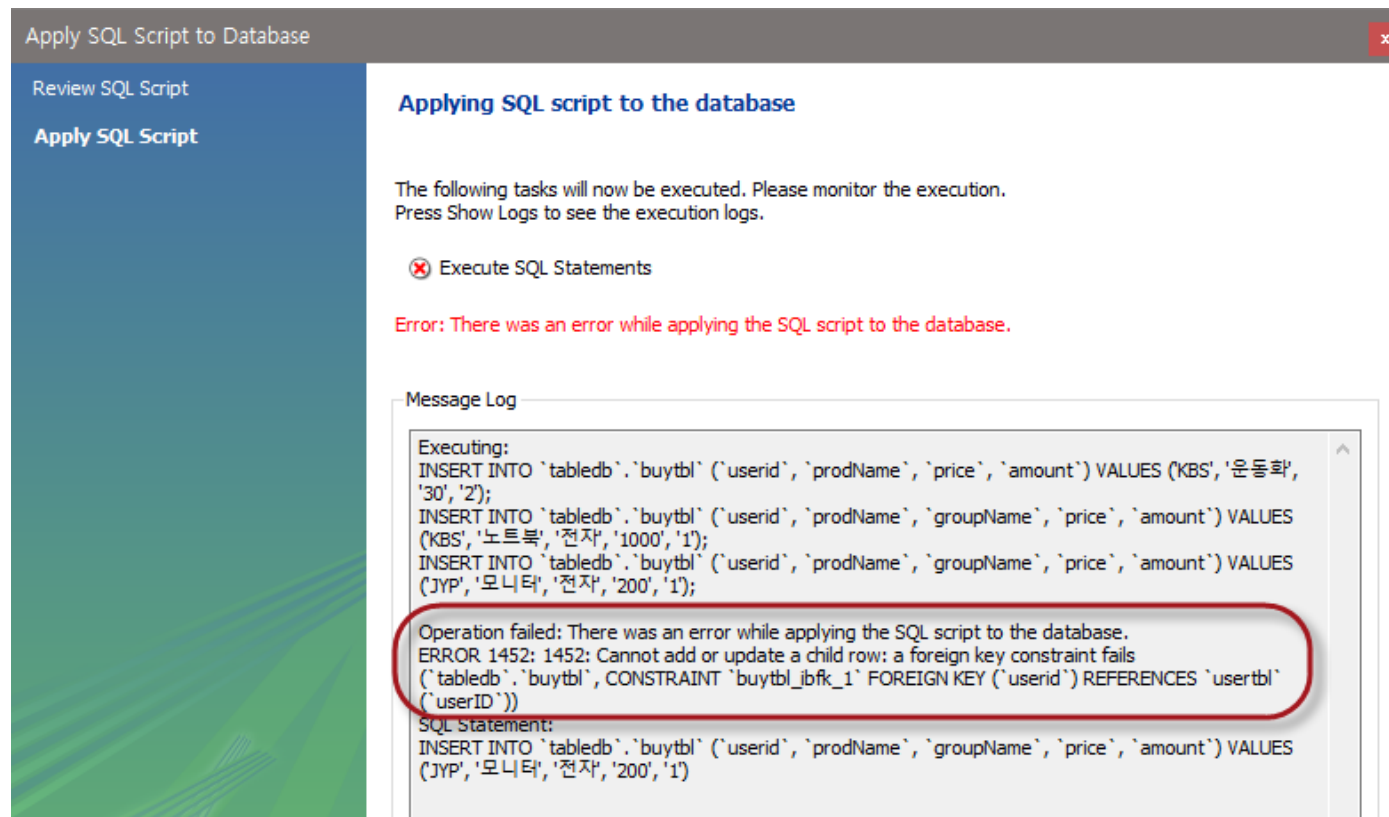 Apply SQL Script to Database
x
Review SQL Script
Apply SQL Script
Applying SQL script to the database
The following tasks will now be executed. Please monitor the execution.
Press Show Logs to see the execution logs.
Execute SQL Statements
Error: There was an error while applying the SQL script to the database.
Message Log
Executing:
INSERT INTO `tabledb`.`buytbl` (`userid`, `prodName`, `price`, `amount`) VALUES ('KBS', '운동화',
'30', '2');
INSERT INTO `tabledb`.`buytbl` (`userid`, `prodName`, `groupName`, `price`, `amount`) VALUES
('KBS', '노트북', '전자', '1000', '1');
INSERT INTO `tabledb`.`buytbl` (`userid`, `prodName`, `groupName`, `price`, `amount`) VALUES
('JYP', '모니터', '전자', '200', '1');
Operation failed: There was an error while applying the SQL script to the database.
ERROR 1452: 1452: Cannot add or update a child row: a foreign key constraint fails
(`tabledb`.`buytbl`, CONSTRAINT `buytbl_ibfk_1` FOREIGN KEY (`userid`) REFERENCES `usertbl`
(`userID`))
SQL Statement:
INSERT INTO `tabledb`.`buytbl` (`userid`, `prodName`, `groupName`, `price`, `amount`) VALUES
('JYP', '모니터', '전자', '200', '1')